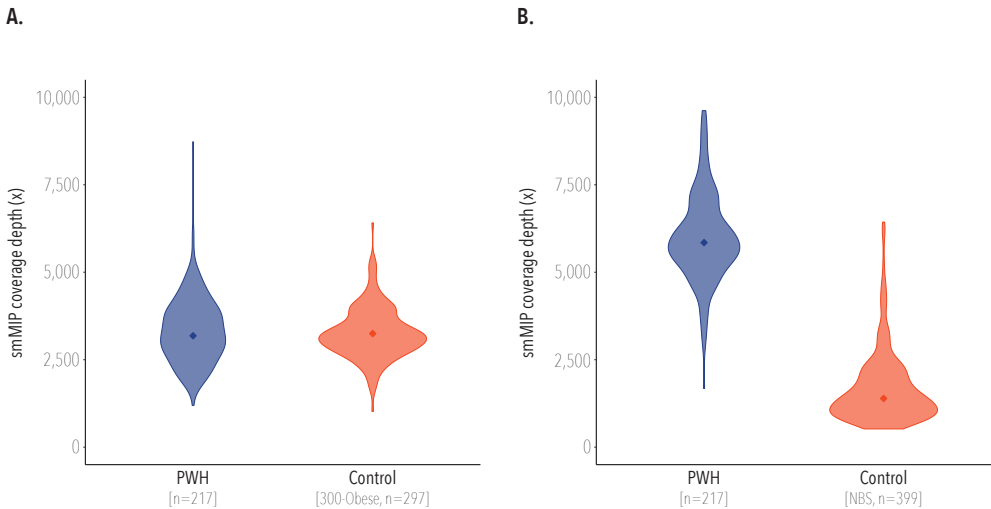 A.
smMIP coverage depth (x)
10,000
7,500
5,000
2,500
0
PWH
[n=217]
Control
[300-Obese, n=297]
B.
smMIP coverage depth (x)
10,000
7,500
5,000
2,500
0
PWH
[n=217]
Control
[NBS, n=399]